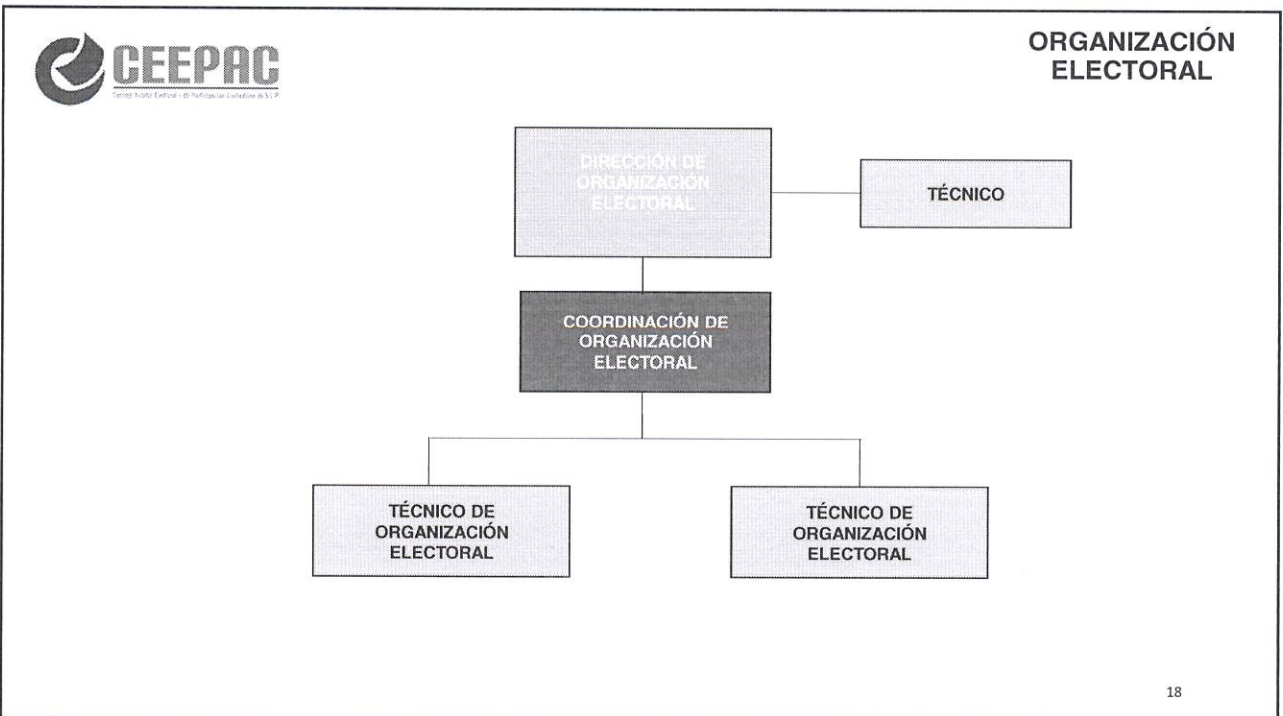 CEEPAC
ORGANIZACIÓN
ELECTORAL
DIRECCIÓN DE
ORGANIZACIÓN
ELECTORAL
TÉCNICO
COORDINACIÓN DE
ORGANIZACIÓN
ELECTORAL
TÉCNICO DE
ORGANIZACIÓN
ELECTORAL
TÉCNICO DE
ORGANIZACIÓN
ELECTORAL
18